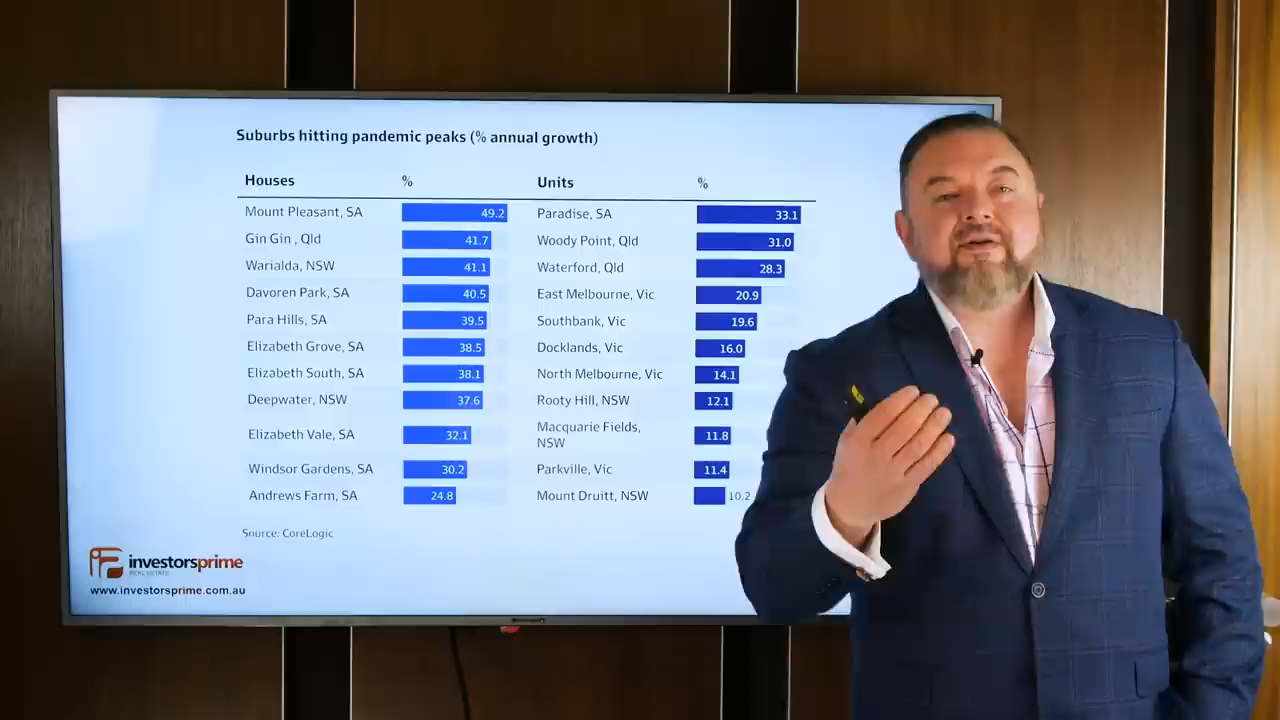 Suburbs hitting pandemic peaks (% annual growth)
Houses % Units %
Mount Pleasant, SA 49.2 Paradise, SA 33.1
Gin Gin , Qld 41.7 Woody Point, Qld 31.0
Warialda, NSW 41.1 Waterford, Qld 28.3
Davoren Park, SA 40.5 East Melbourne, Vic 20.9
Para Hills, SA 39.5 Southbank, Vic 19.6
Elizabeth Grove, SA 38.5 Docklands, Vic 16.0
Elizabeth South, SA 38.1 North Melbourne, Vic 14.1
Deepwater, NSW 37.6 Rooty Hill, NSW 12.1
Elizabeth Vale, SA 32.1 Macquarie Fields,
NSW 11.8
Windsor Gardens, SA 30.2 Parkville, Vic 11.4
Andrews Farm, SA 24.8 Mount Druitt, NSW 10.2
Source: CoreLogic
investorsprime
REAL ESTATE
www.investorsprime.com.au